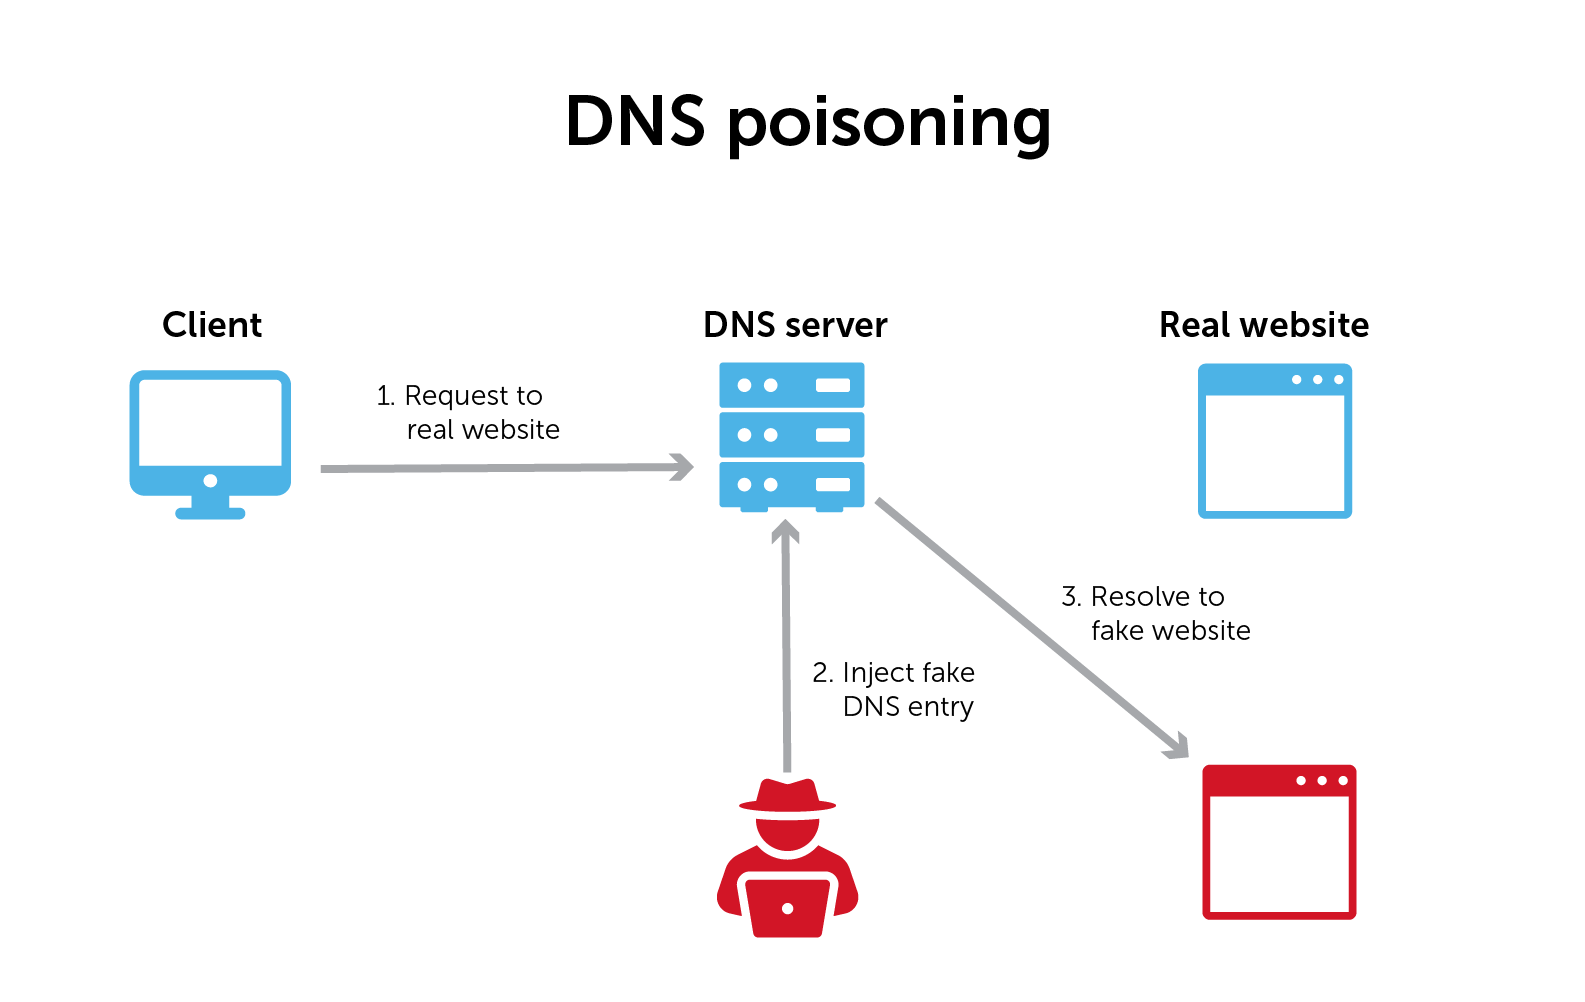 DNS poisoning
Client
DNS server
Real website
1. Request to
real website
3. Resolve to
fake website
2. Inject fake
DNS entry